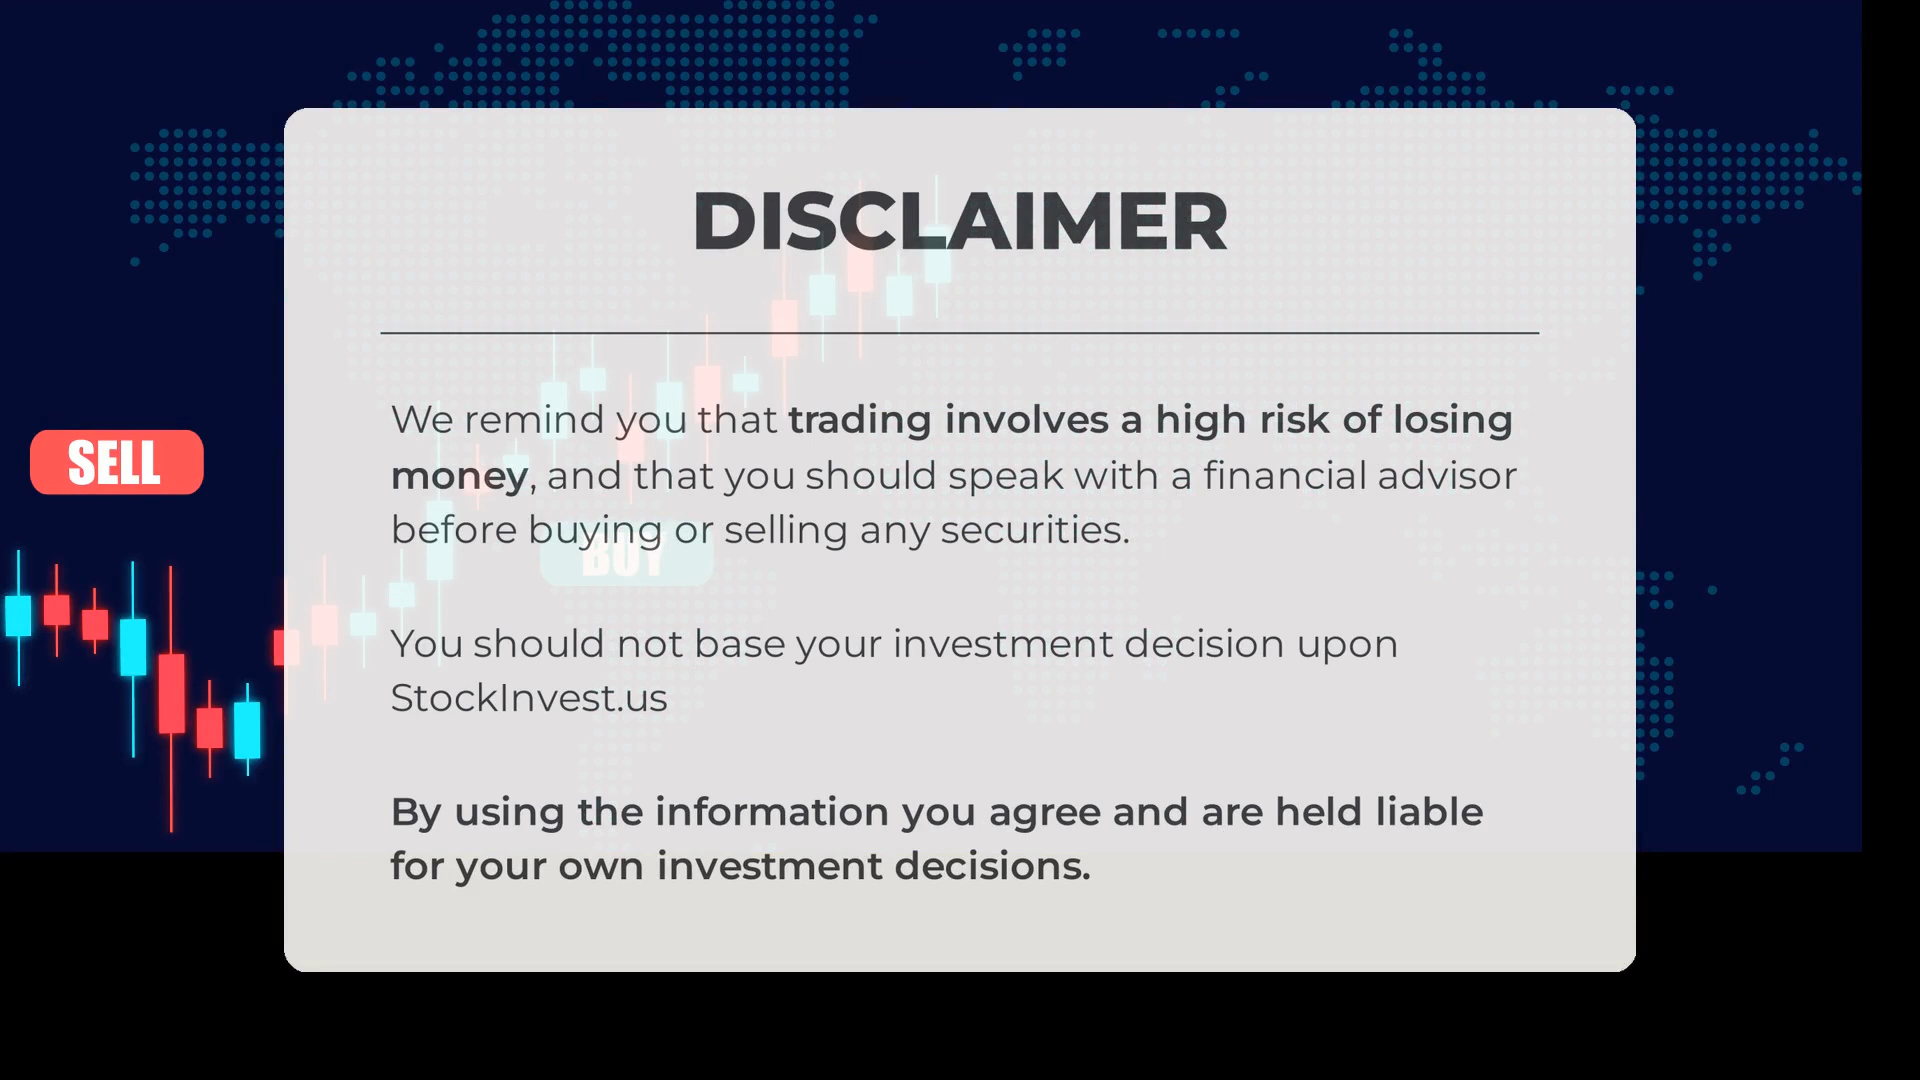 DISCLAIMER
We remind you that trading involves a high risk of losing
money, and that you should speak with a financial advisor
before buying or selling any securities.
SELL
BUY
You should not base your investment decision upon
StockInvest.us
By using the information you agree and are held liable
for your own investment decisions.